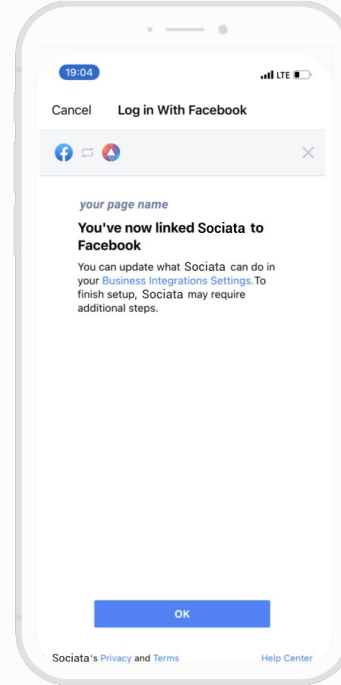 19:04 LTE
Cancel Log in With Facebook
your page name
You've now linked Sociata to
Facebook
You can update what Sociata can do in
your Business Integrations Settings.To
finish setup, Sociata may require
additional steps.
OK
Sociata's Privacy and Terms Help Center